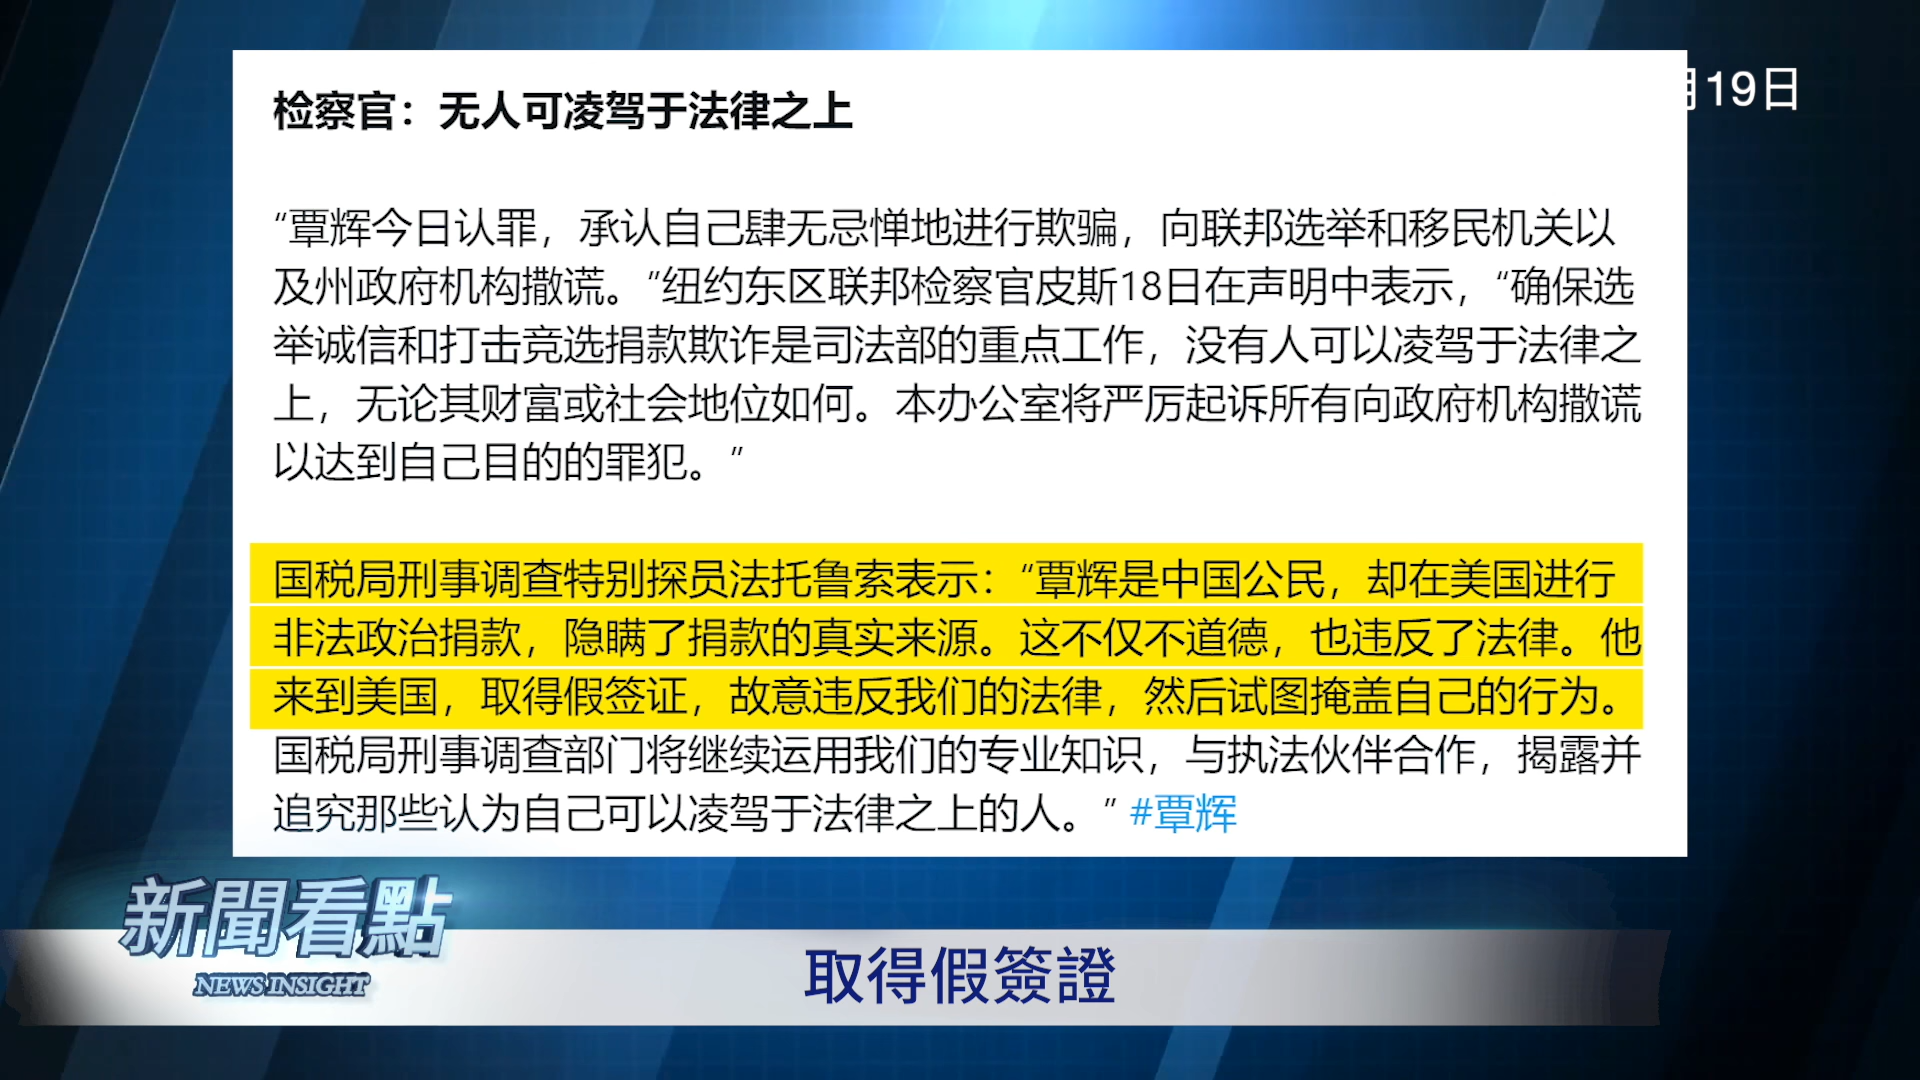 检察官：无人可凌驾于法律之上
月19日
“覃辉今日认罪，承认自己肆无忌惮地进行欺骗，向联邦选举和移民机关以
及州政府机构撒谎。”纽约东区联邦检察官皮斯18日在声明中表示，“确保选
举诚信和打击竞选捐款欺诈是司法部的重点工作，没有人可以凌驾于法律之
上，无论其财富或社会地位如何。本办公室将严厉起诉所有向政府机构撒谎
以达到自己目的的罪犯。”
国税局刑事调查特别探员法托鲁索表示：“覃辉是中国公民，却在美国进行
非法政治捐款，隐瞒了捐款的真实来源。这不仅不道德，也违反了法律。他
来到美国，取得假签证，故意违反我们的法律，然后试图掩盖自己的行为。
国税局刑事调查部门将继续运用我们的专业知识，与执法伙伴合作，揭露并
追究那些认为自己可以凌驾于法律之上的人。”#覃辉
新聞看點
NEWS INSIGHT
取得假簽證